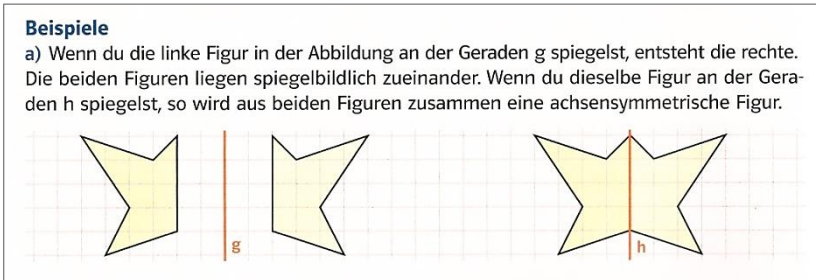 Beispiele
a) Wenn du die linke Figur in der Abbildung an der Geraden g spiegelst, entsteht die rechte.
Die beiden Figuren liegen spiegelbildlich zueinander. Wenn du dieselbe Figur an der Gera-
den h spiegelst, so wird aus beiden Figuren zusammen eine achsensymmetrische Figur.
g
h